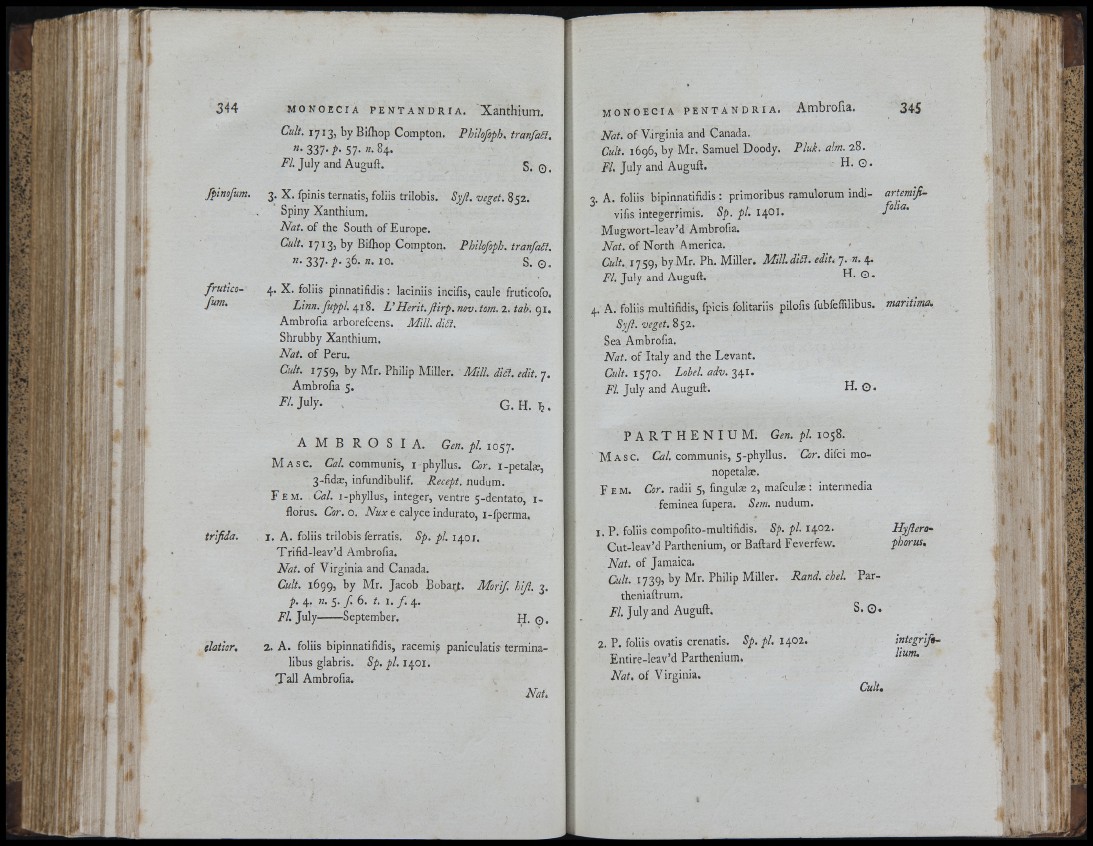 344 MONOECIA PENTANDRIA. Xanthium.
Cult. 1713, by Biſhop Compton. Philoſoph. tranſact.
n. 337. p. 57. n. 84.
Fl. July and Auguſt. S. ☉.
ſpinoſum. 3. X. ſpinis ternatis, foliis trilobis. Syſt. veget. 852.
Spiny Xanthium.
Nat. of the South of Europe.
Cult. 1713, by Biſhop Compton. Philoſoph. tranſact.
n. 337. p. 36. n. 10. S. ☉.
frutico- 4. X. foliis pinnatifidis: laciniis inciſis, caule fruticoſo.
ſum. Linn. ſuppl. 418. L'Herit. ſtirp. nov. tom. 2. tab. 91.
Ambroſia arboreſcens. Mill. dict.
Shrubby Xanthium.
Nat. of Peru.
Cult. 1759, by Mr. Philip Miller. Mill. dict. edit. 7.
Ambroſia 5.
Fl. July. G. H. ♄.
AMBROSIA. Gen. pl. 1057.
MASC. Cal. communis, 1-phyllus. Cor. 1-petalæ,
3-fidæ, infundibulif. Recept. nudum.
FEM. Cal. 1-phyllus, integer, ventre 5-dentato, 1-
florus. Cor. 0. Nux e calyce indurato, 1-ſperma.
trifida. 1. A. foliis trilobis ſerratis. Sp. pl. 1401.
Trifid-leav'd Ambroſia.
Nat. of Virginia and Canada.
Cult. 1699, by Mr. Jacob Bobart. Moriſ. hiſt. 3.
p. 4. n. 5. ſ. 6. t. 1. f. 4.
Fl. July——September. H. ☉.
elatior. 2. A. foliis bipinnatifidis, racemis paniculatis termina-
libus glabris. Sp. pl. 1401.
Tall Ambroſia.
Nat.
MONOECIA PENTANDRIA. Ambroſia. 345
Nat. of Virginia and Canada.
Cult. 1696, by Mr. Samuel Doody. Pluk. alm. 28.
Fl. July and Auguſt. H. ☉.
3. A. foliis bipinnatifidis: primoribus ramulorum indi- artemiſi-
viſis integerrimis. Sp. pl. 1401. folia.
Mugwort-leav'd Ambroſia.
Nat. of North America.
Cult. 1759, by Mr. Ph. Miller. Mill. dict. edit. 7. n. 4.
Fl. July and Auguſt. H. ☉.
4. A. foliis multifidis, ſpicis ſolitariis piloſis ſubſeſſilibus. maritima.
Syſt. veget. 852.
Sea Ambroſia.
Nat. of Italy and the Levant.
Cult. 1570. Lobel. adv. 341.
Fl. July and Auguſt. H. ☉.
PARTHENIUM. Gen. pl. 1058.
MASC. Cal. communis, 5-phyllus. Cor. diſci mo-
nopetalæ.
FEM. Cor. radii 5, ſingulæ 2, maſculæ: intermedia
feminea ſupera. Sem. nudum.
1. P. foliis compoſito-multifidis. Sp. pl. 1402. Hyſtero-
Cut-leav'd Parthenium, or Baſtard Feverfew. phorus.
Nat. of Jamaica.
Cult. 1739, by Mr. Philip Miller. Rand. chel. Par-
theniaſtrum.
Fl. July and Auguſt. S. ☉.
2. P. foliis ovatis crenatis. Sp. pl. 1402. integrifo-
Entire-leav'd Parthenium. lium.
Nat. of Virginia.
Cult.